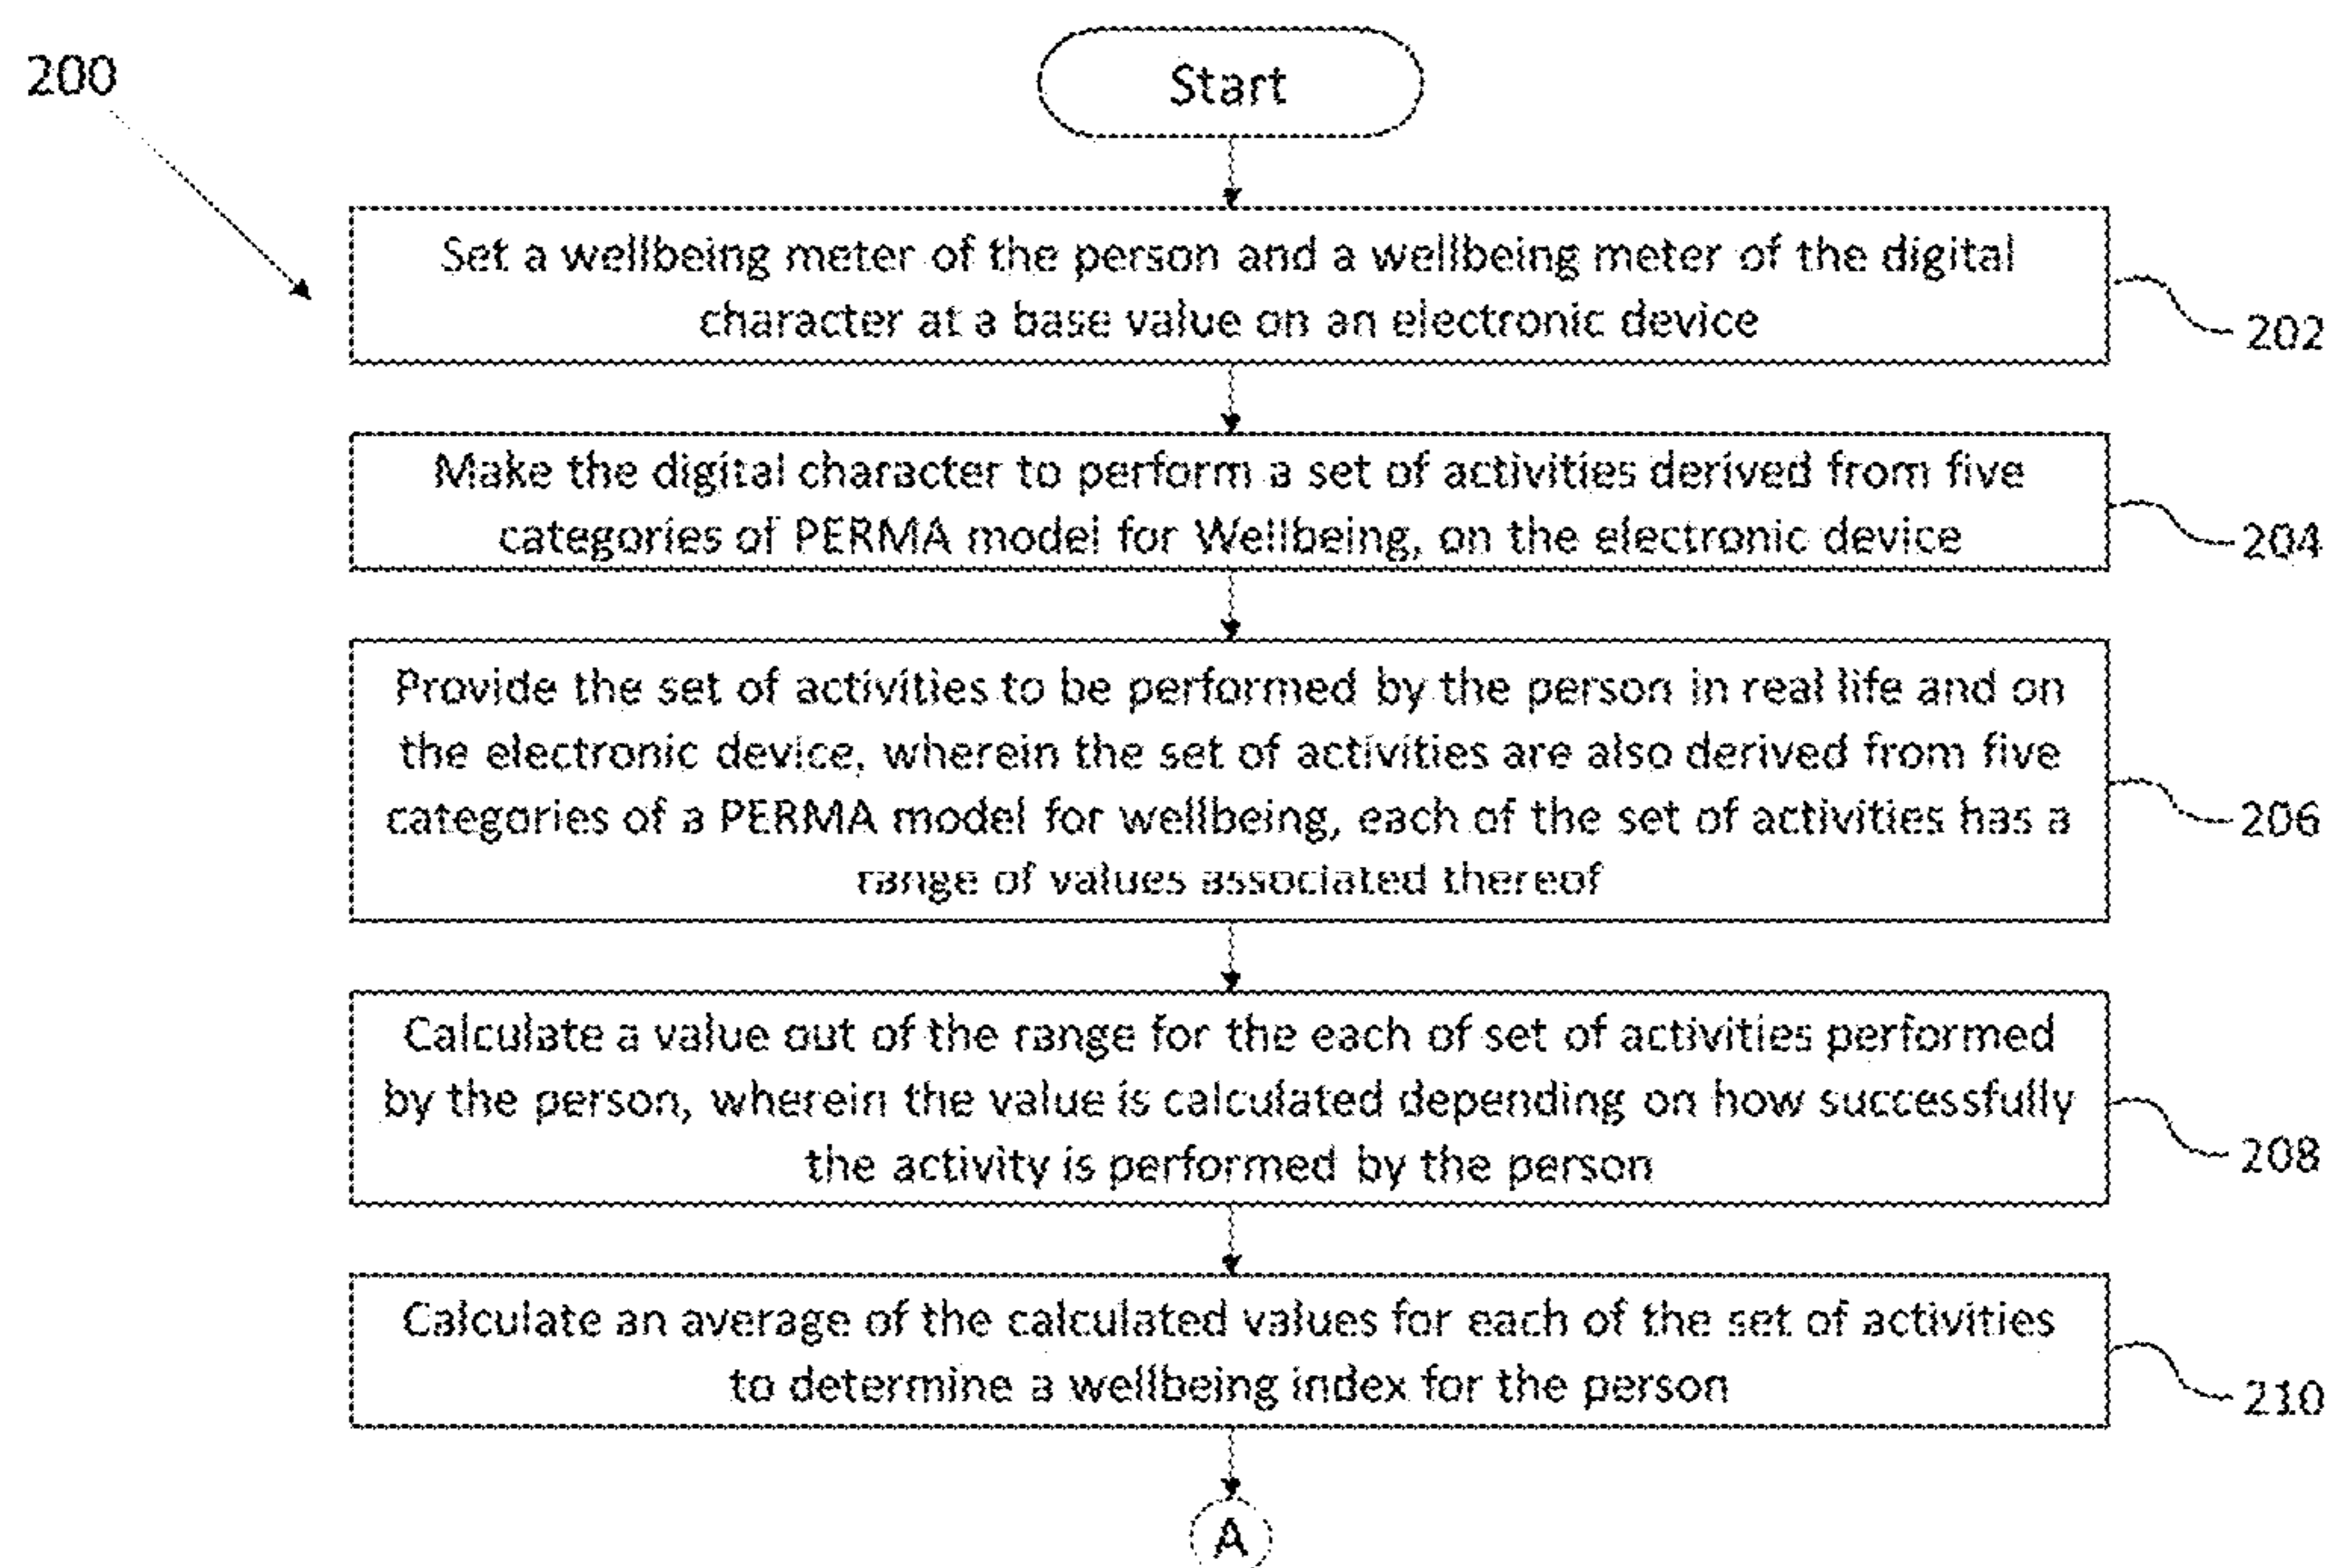 200
Start
Set a wellbeing meter of the person and a wellbeing meter of the digital
character at a base value on an electronic device
202
Make the digital character to perform a set of activities derived from five
categories of PERMA model for Wellbeing, on the electronic device
204
Provide the set of activities to be performed by the person in real life and on
the electronic device, wherein the set of activities are also derived from five
categories of a PERMA model for wellbeing, each of the set of activities has a
range of values associated thereof
206
Calculate a value out of the range for the each of set of activities performed
by the person, wherein the value is calculated depending on how successfully
the activity is performed by the person
208
Calculate an average of the calculated values for each of the set of activities
to determine a wellbeing index for the person
210
A